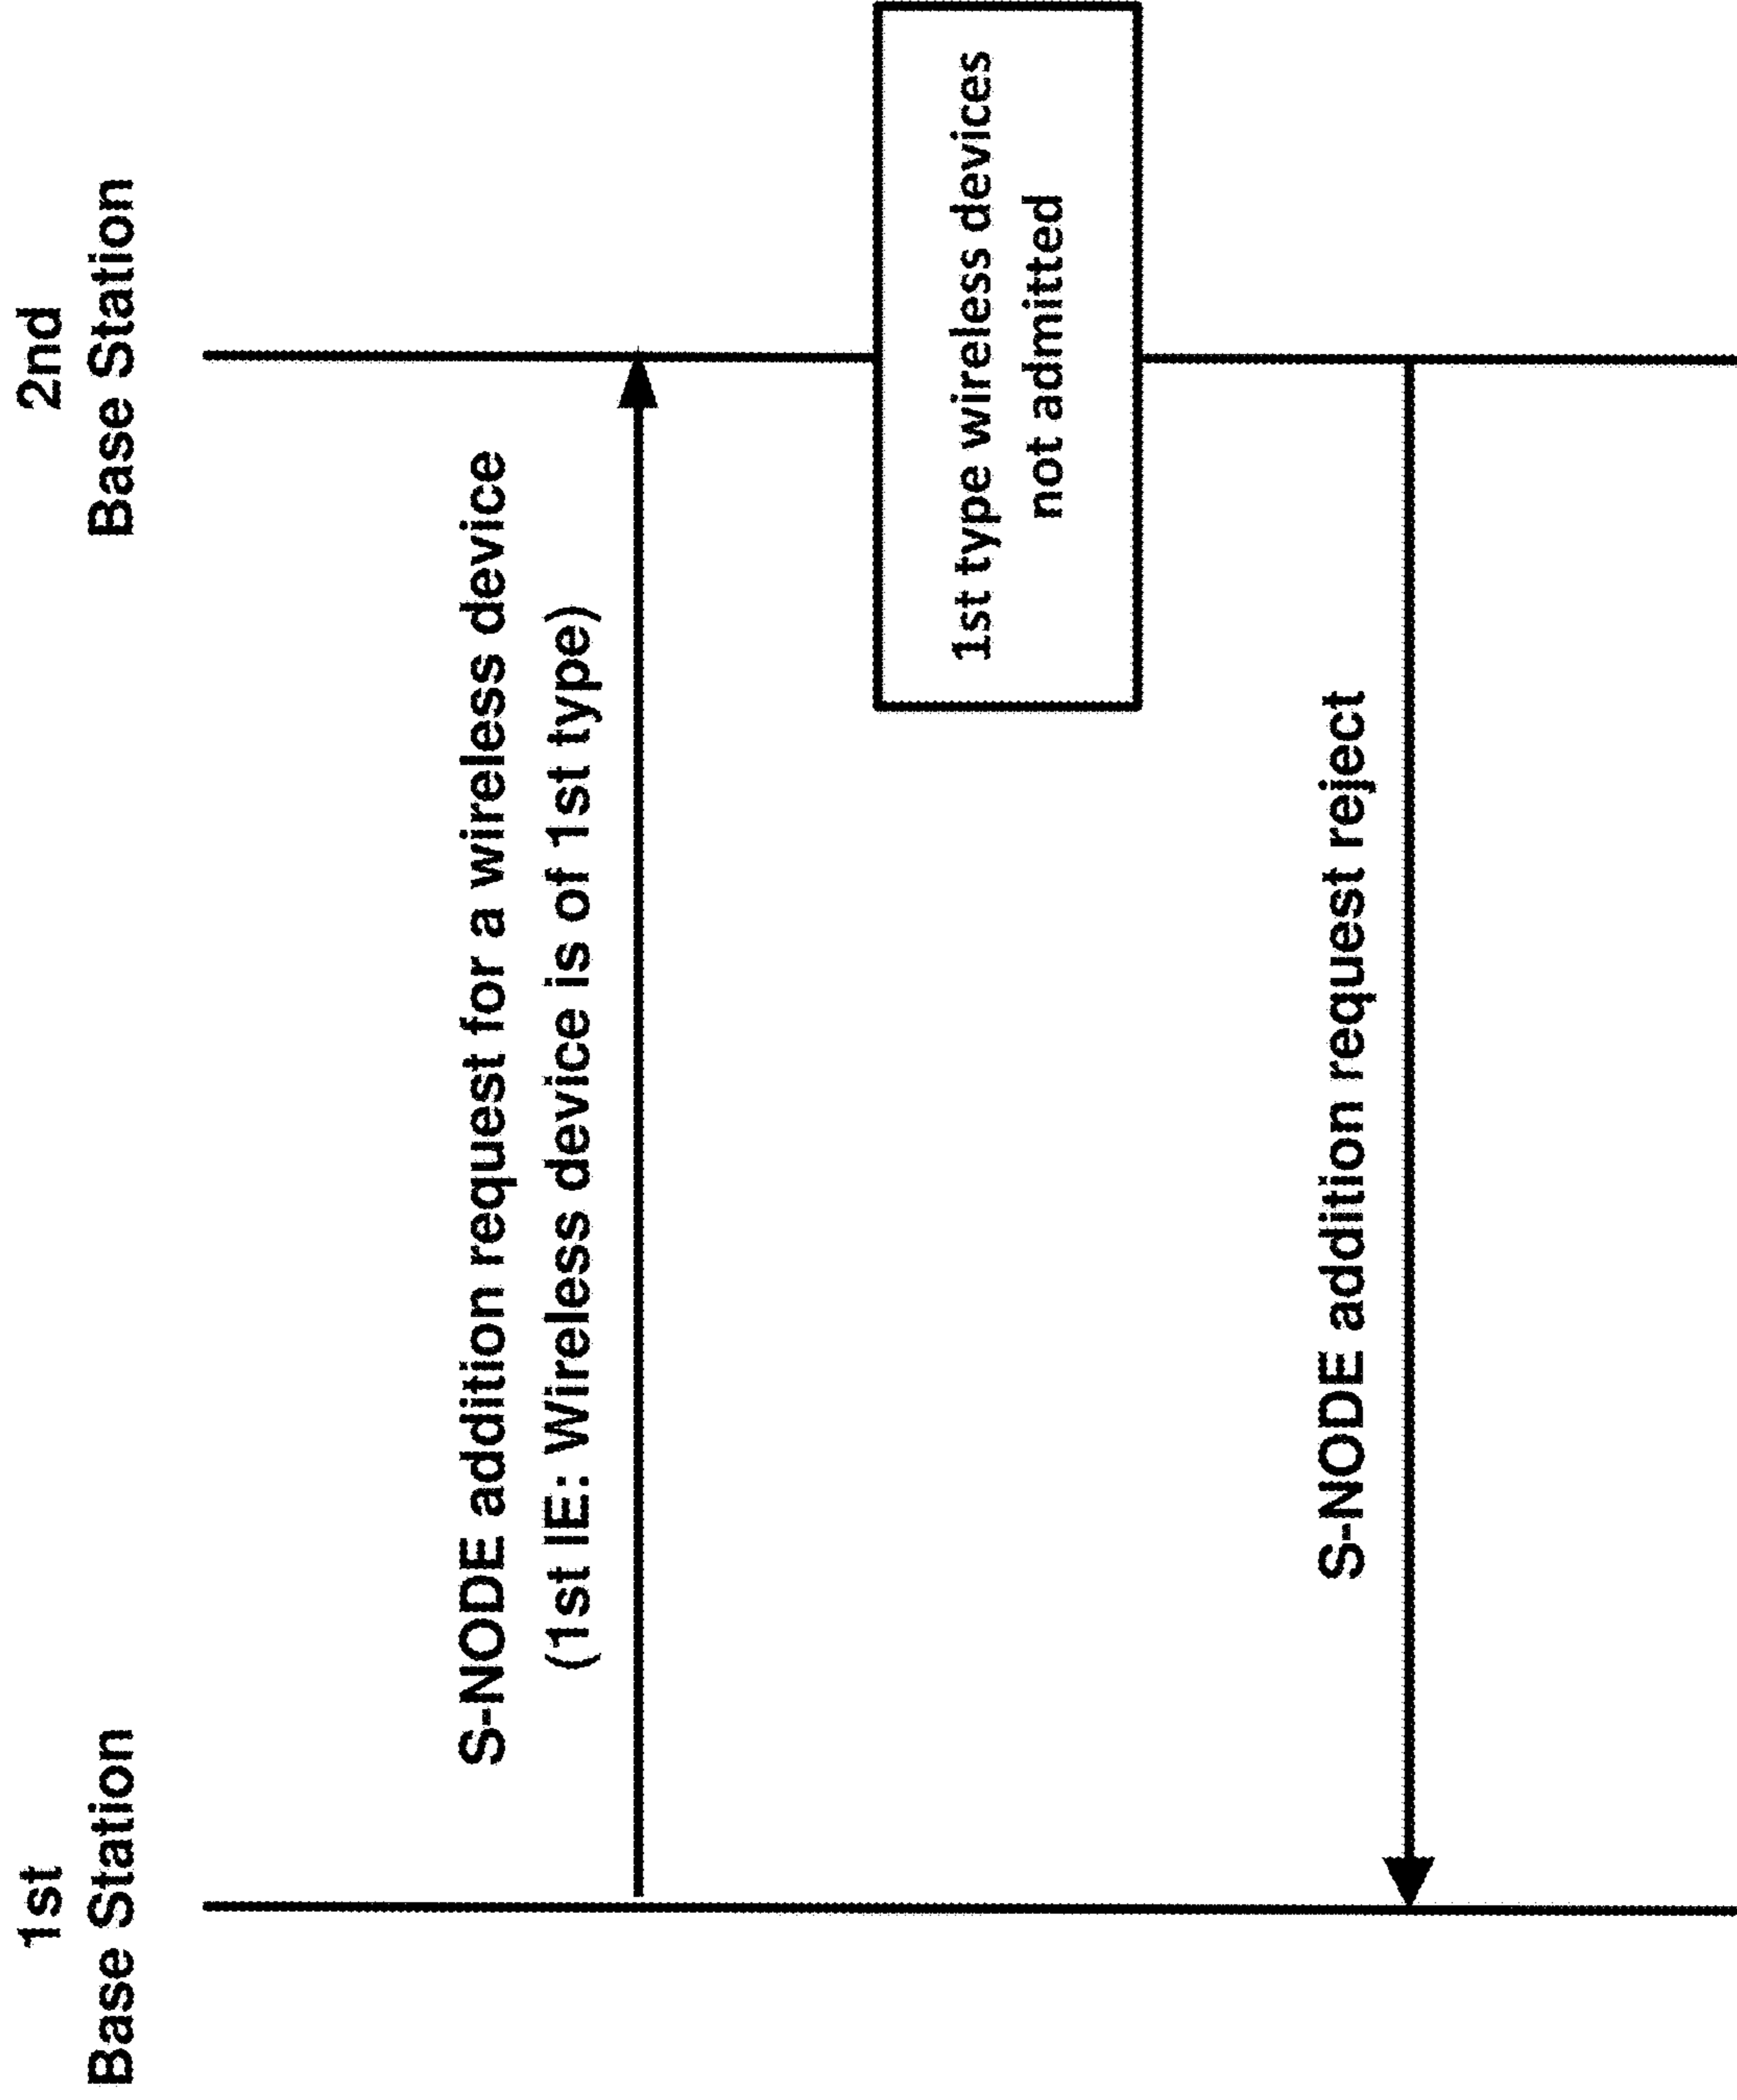 1st
Base Station
2nd
Base Station
S-NODE addition request for a wireless device
(1st IE: Wireless device is of 1st type)
1st type wireless devices
not admitted
S-NODE addition request reject